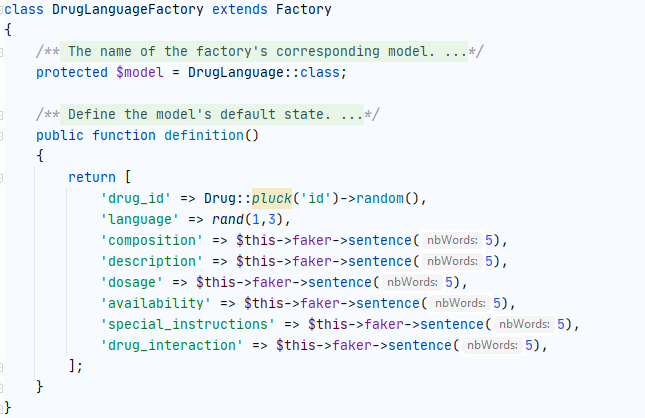 class DrugLanguageFactory extends Factory
{
/** The name of the factory's corresponding model. ...*/
protected $model = DrugLanguage::class;
/** Define the model's default state. ...*/
public function definition()
{
return [
'drug_id' => Drug::pluck('id')->random(),
'language' => rand(1,3),
'composition' => $this->faker->sentence( nbWords: 5),
'description' => $this->faker->sentence( nbWords: 5),
'dosage' => $this->faker->sentence( nbWords: 5),
'availability' => $this->faker->sentence( nbWords: 5),
'special_instructions' => $this->faker->sentence( nbWords: 5),
'drug_interaction' => $this->faker->sentence( nbWords: 5),
];
}
}